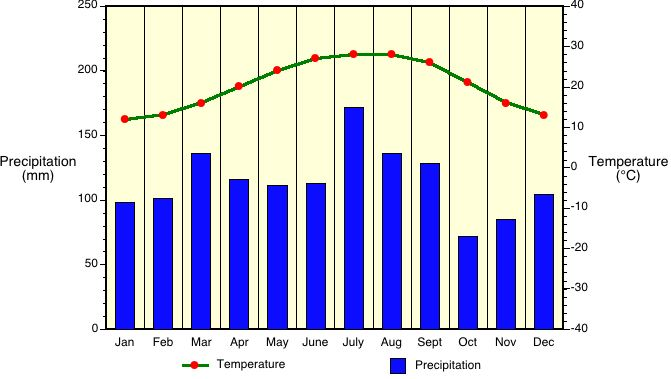 250
200
150
100
50
0
Precipitation
(mm)
40
30
20
10
0
-10
-20
-30
-40
Temperature
(°C)
Jan Feb Mar Apr May June July Aug Sept Oct Nov Dec
Temperature Precipitation